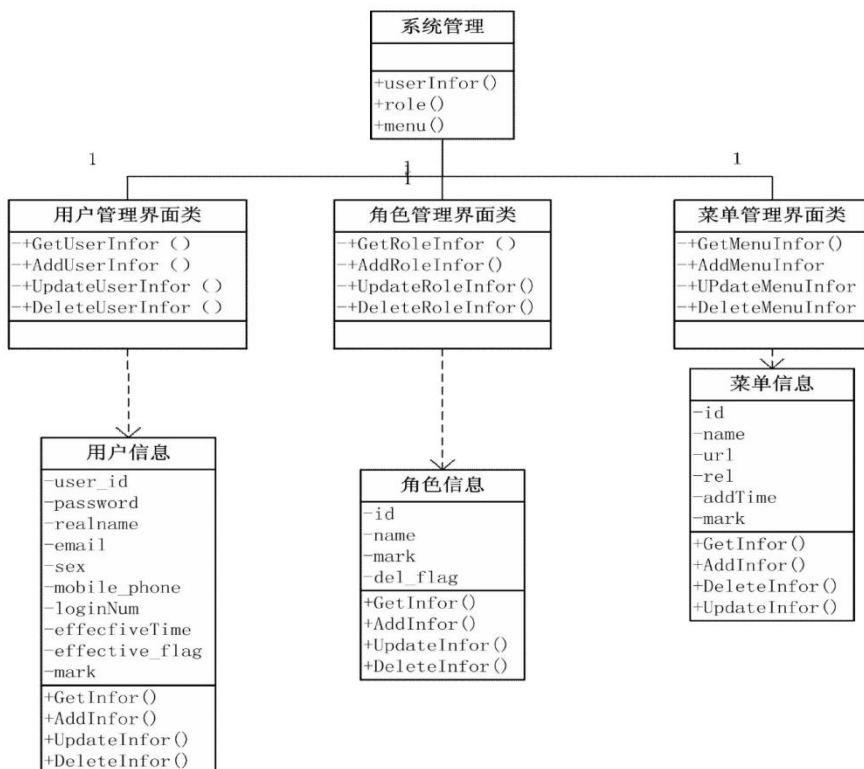 系统管理
+userInfor()
+role()
+menu()
1
1
1
1
用户管理界面类
-+GetUserInfor ()
-+AddUserInfor ()
-+UpdateUserInfor ()
-+DeleteUserInfor ()
角色管理界面类
-+GetRoleInfor ()
-+AddRoleInfor()
-+UpdateRoleInfor()
-+DeleteRoleInfor()
菜单管理界面类
-+GetMenuInfor()
-+AddMenuInfor
-+UPdateMenuInfor
-+DeleteMenuInfor
用户信息
-user_id
-password
-realname
-email
-sex
-mobile_phone
-loginNum
-effecfiveTime
-effective_flag
-mark
+GetInfor()
+AddInfor()
+UpdateInfor()
+DeleteInfor()
角色信息
-id
-name
-mark
-del_flag
+GetInfor()
+AddInfor()
+UpdateInfor()
+DeleteInfor()
菜单信息
-id
-name
-url
-rel
-addTime
-mark
+GetInfor()
+AddInfor()
+DeleteInfor()
+UpdateInfor()